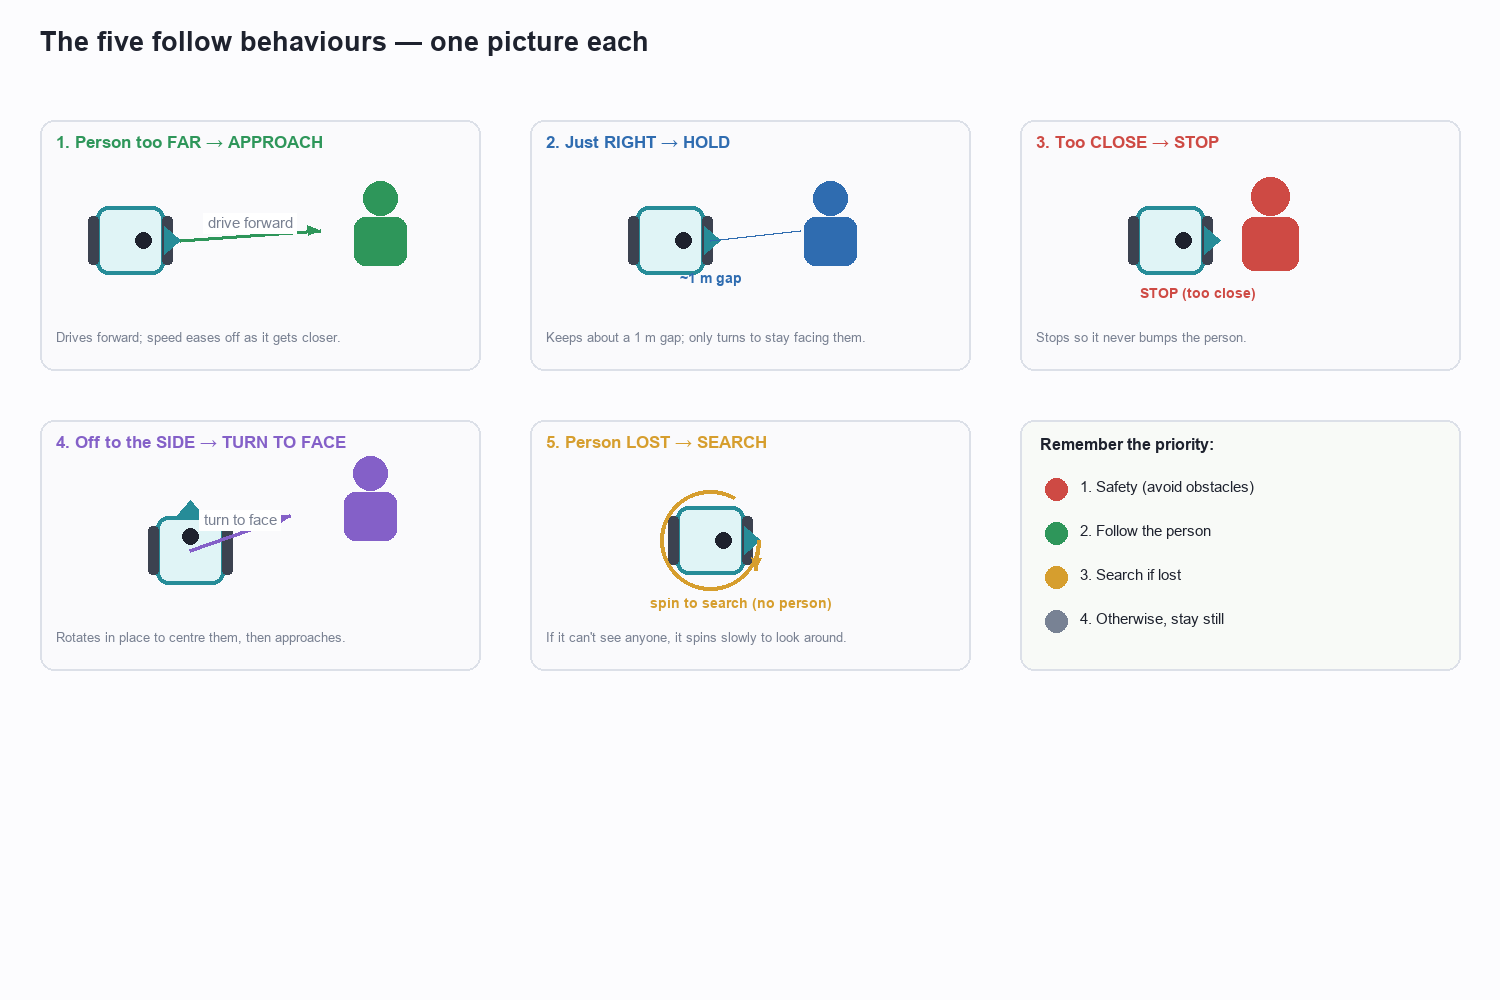 The five follow behaviours — one picture each
1. Person too FAR → APPROACH
drive forward
Drives forward; speed eases off as it gets closer.
2. Just RIGHT → HOLD
~1 m gap
Keeps about a 1 m gap; only turns to stay facing them.
3. Too CLOSE → STOP
STOP (too close)
Stops so it never bumps the person.
4. Off to the SIDE → TURN TO FACE
turn to face
Rotates in place to centre them, then approaches.
5. Person LOST → SEARCH
spin to search (no person)
If it can't see anyone, it spins slowly to look around.
Remember the priority:
1. Safety (avoid obstacles)
2. Follow the person
3. Search if lost
4. Otherwise, stay still